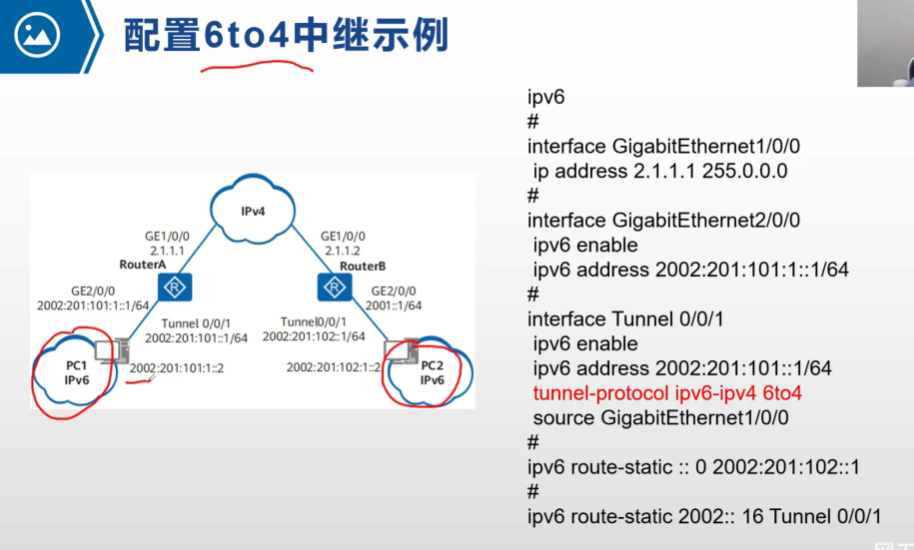 配置6to4中继示例
IPv4
GE1/0/0
2.1.1.1
RouterA
GE1/0/0
2.1.1.2
RouterB
GE2/0/0
2002:201:101:1::1/64
GE2/0/0
2001::1/64
Tunnel 0/0/1
2002:201:101::1/64
Tunnel0/0/1
2002:201:102::1/64
PC1
IPv6
2002:201:101:1::2
2002:201:102:1::2
PC2
IPv6
ipv6
#
interface GigabitEthernet1/0/0
ip address 2.1.1.1 255.0.0.0
#
interface GigabitEthernet2/0/0
ipv6 enable
ipv6 address 2002:201:101:1::1/64
#
interface Tunnel 0/0/1
ipv6 enable
ipv6 address 2002:201:101::1/64
tunnel-protocol ipv6-ipv4 6to4
source GigabitEthernet1/0/0
#
ipv6 route-static :: 0 2002:201:102::1
#
ipv6 route-static 2002:: 16 Tunnel 0/0/1